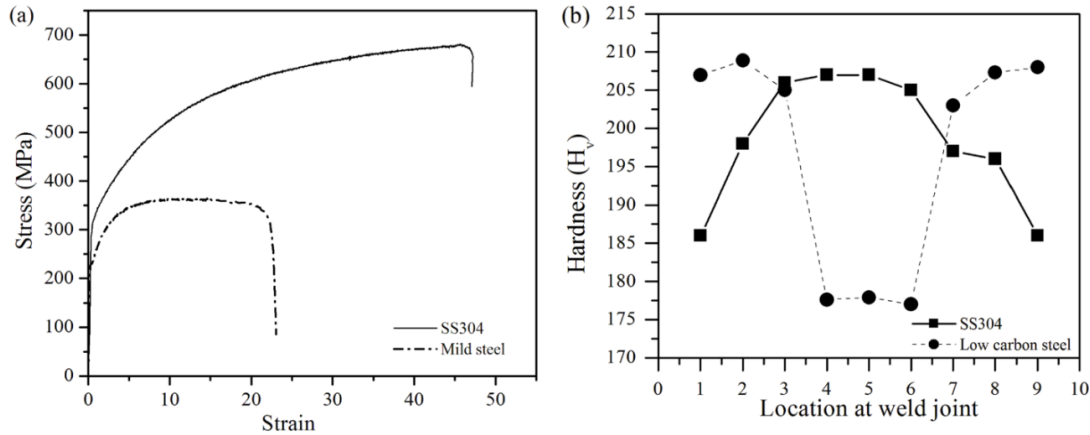 (a)
700
600
500
400
300
200
100
0
Stress (MPa)
0 10 20 30 40 50
Strain
SS304
Mild steel
(b)
215
210
205
200
195
190
185
180
175
170
Hardness (Hv)
0 1 2 3 4 5 6 7 8 9 10
Location at weld joint
SS304
Low carbon steel